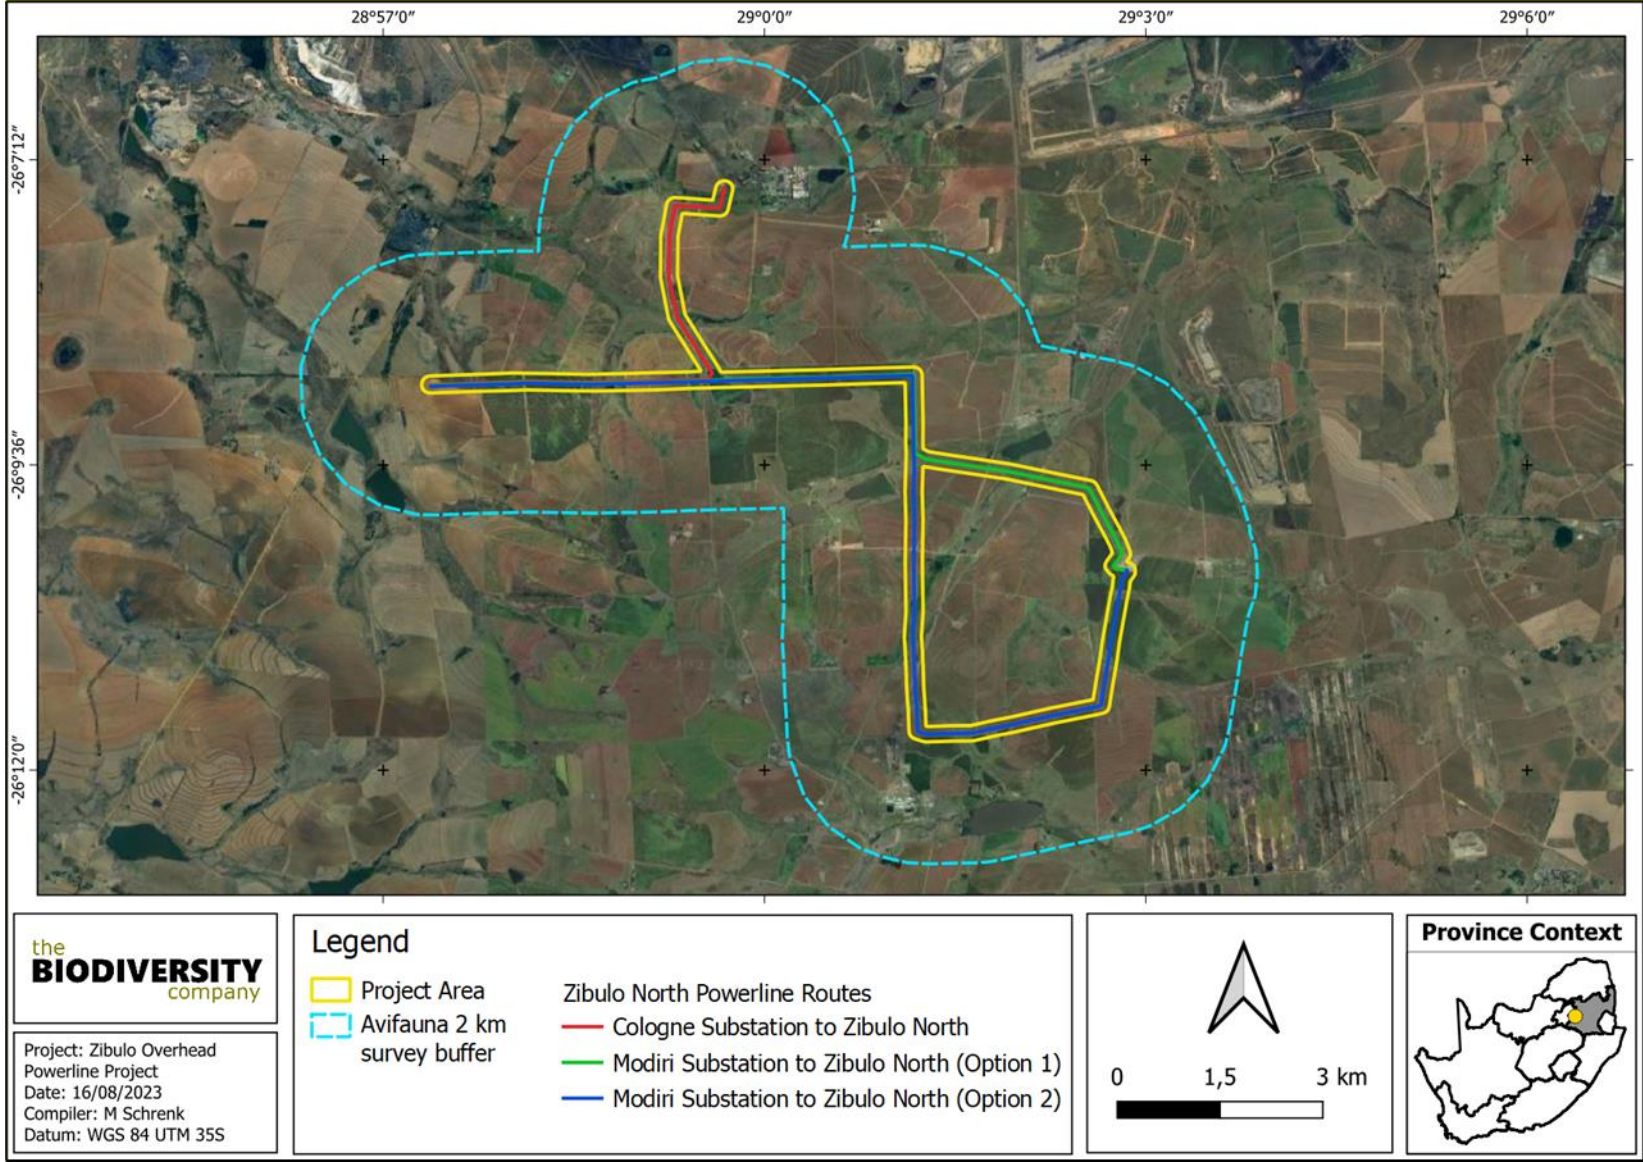 28°57′0″
29°0′0″
29°3′0″
29°6′0″
-26°7′12″
-26°9′36″
-26°12′0″
the
BIODIVERSITY
company
Project: Zibulo Overhead
Powerline Project
Date: 16/08/2023
Compiler: M Schrenk
Datum: WGS 84 UTM 35S
Legend
Project Area
Avifauna 2 km
survey buffer
Zibulo North Powerline Routes
Cologne Substation to Zibulo North
Modiri Substation to Zibulo North (Option 1)
Modiri Substation to Zibulo North (Option 2)
0 1,5 3 km
Province Context